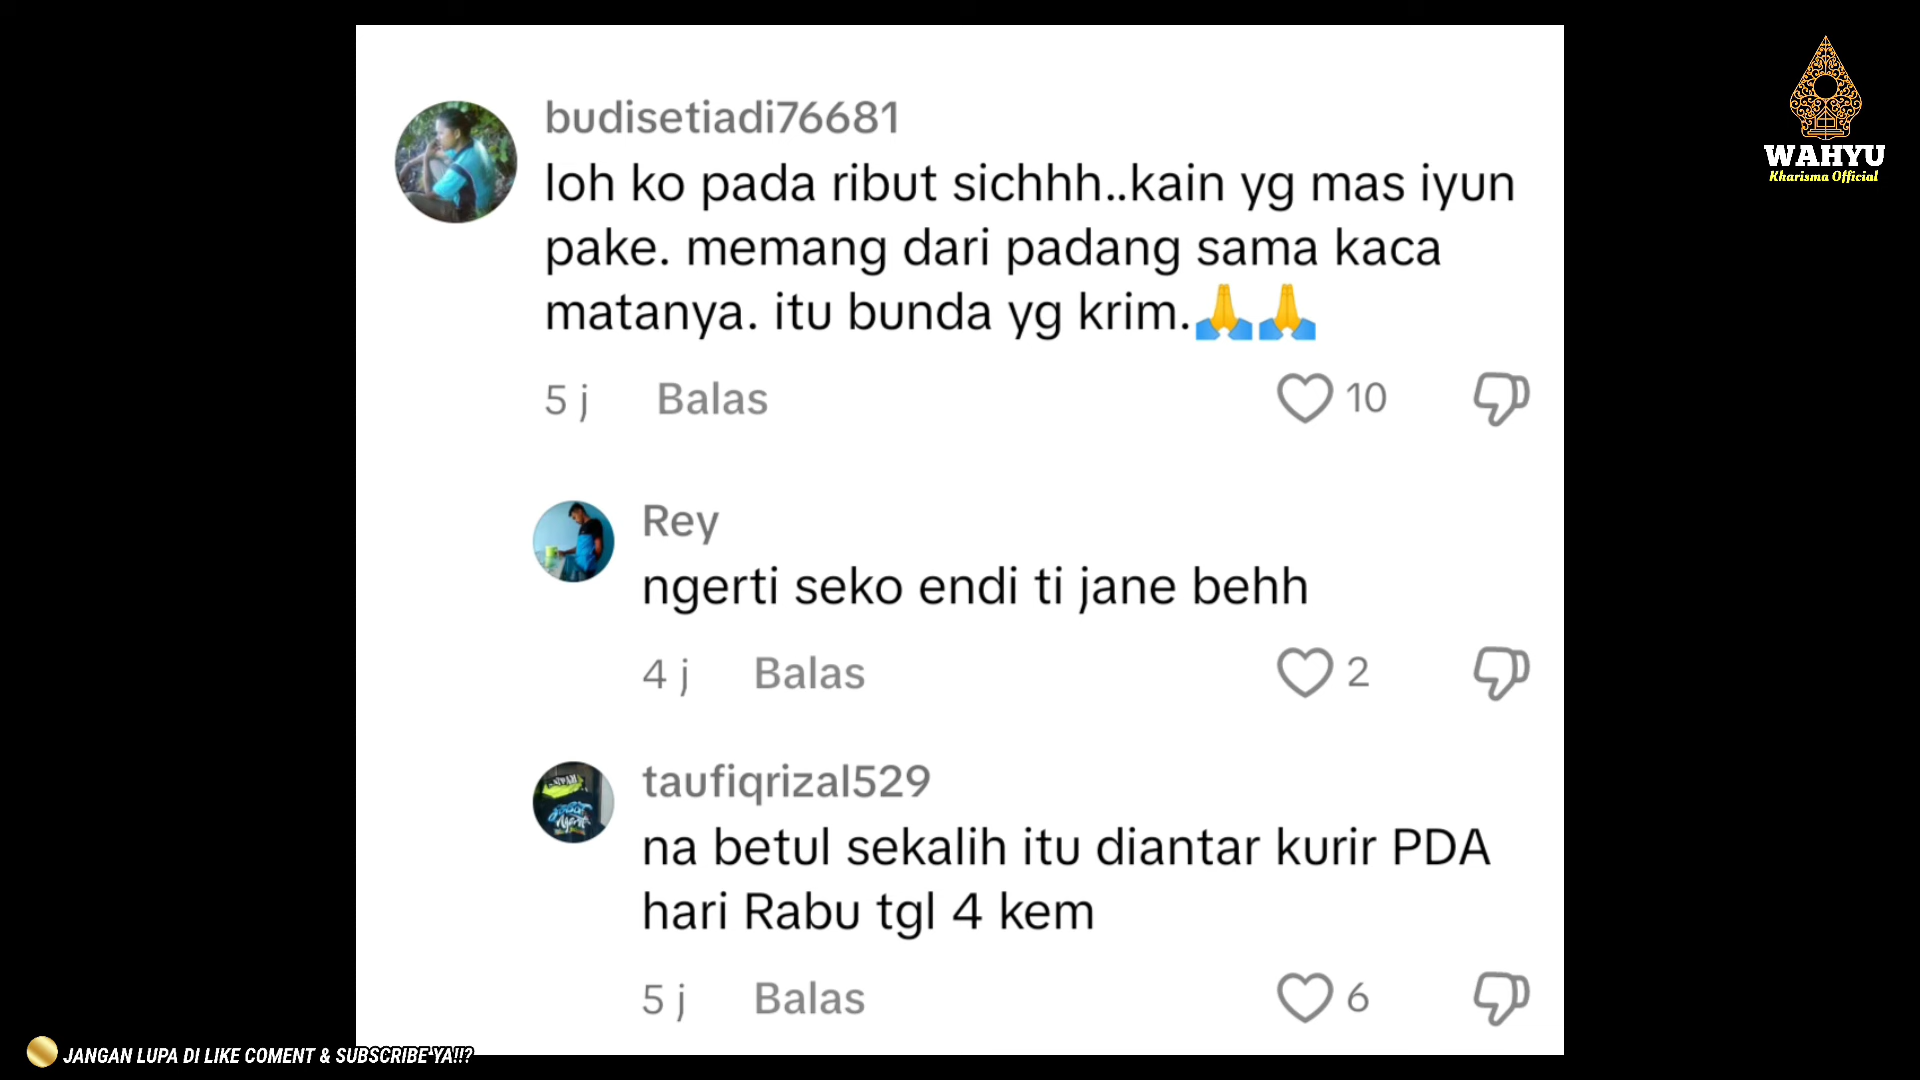 WAHYU
Kharisma Official
budisetiadi76681
loh ko pada ribut sichhh..kain yg mas iyun
pake. memang dari padang sama kaca
matanya. itu bunda yg krim.🙏🙏
5 j Balas 10
Rey
ngerti seko endi ti jane behh
4 j Balas 2
taufiqrizal529
na betul sekalih itu diantar kurir PDA
hari Rabu tgl 4 kem
5 j Balas 6
JANGAN LUPA DI LIKE COMENT & SUBSCRIBE YA!!?